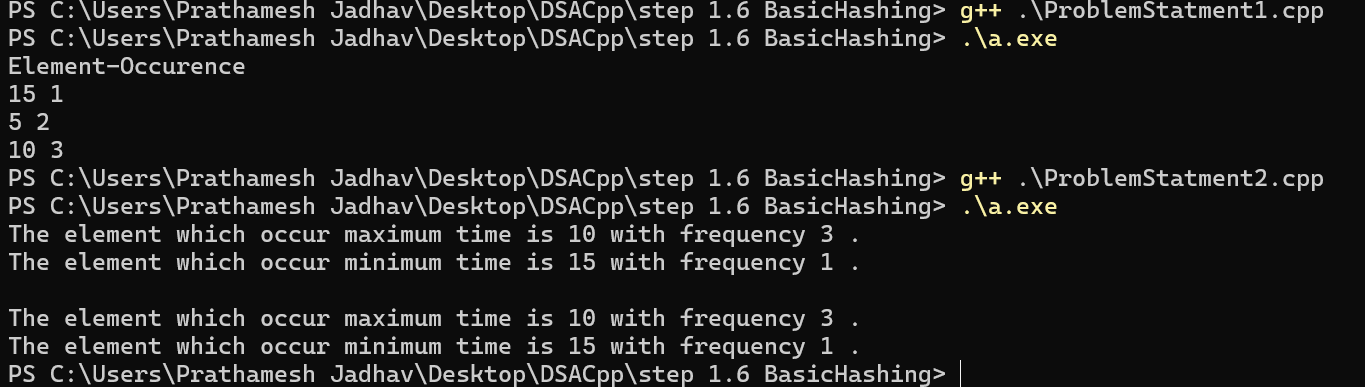 PS C:\Users\Prathamesh Jadhav\Desktop\DSACpp\step 1.6 BasicHashing> g++ .\ProblemStatment1.cpp
PS C:\Users\Prathamesh Jadhav\Desktop\DSACpp\step 1.6 BasicHashing> .\a.exe
Element-Occurence
15 1
5 2
10 3
PS C:\Users\Prathamesh Jadhav\Desktop\DSACpp\step 1.6 BasicHashing> g++ .\ProblemStatment2.cpp
PS C:\Users\Prathamesh Jadhav\Desktop\DSACpp\step 1.6 BasicHashing> .\a.exe
The element which occur maximum time is 10 with frequency 3 .
The element which occur minimum time is 15 with frequency 1 .

The element which occur maximum time is 10 with frequency 3 .
The element which occur minimum time is 15 with frequency 1 .
PS C:\Users\Prathamesh Jadhav\Desktop\DSACpp\step 1.6 BasicHashing>